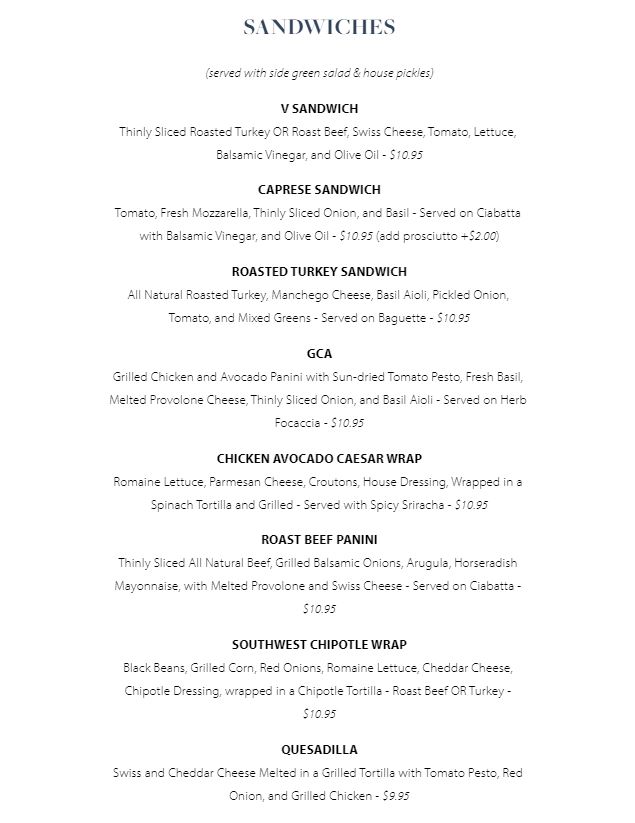 SANDWICHES
(served with side green salad & house pickles)
V SANDWICH
Thinly Sliced Roasted Turkey OR Roast Beef, Swiss Cheese, Tomato, Lettuce,
Balsamic Vinegar, and Olive Oil - $10.95
CAPRESE SANDWICH
Tomato, Fresh Mozzarella, Thinly Sliced Onion, and Basil - Served on Ciabatta
with Balsamic Vinegar, and Olive Oil - $10.95 (add prosciutto +$2.00)
ROASTED TURKEY SANDWICH
All Natural Roasted Turkey, Manchego Cheese, Basil Aioli, Pickled Onion,
Tomato, and Mixed Greens - Served on Baguette - $10.95
GCA
Grilled Chicken and Avocado Panini with Sun-dried Tomato Pesto, Fresh Basil,
Melted Provolone Cheese, Thinly Sliced Onion, and Basil Aioli - Served on Herb
Focaccia - $10.95
CHICKEN AVOCADO CAESAR WRAP
Romaine Lettuce, Parmesan Cheese, Croutons, House Dressing, Wrapped in a
Spinach Tortilla and Grilled - Served with Spicy Sriracha - $10.95
ROAST BEEF PANINI
Thinly Sliced All Natural Beef, Grilled Balsamic Onions, Arugula, Horseradish
Mayonnaise, with Melted Provolone and Swiss Cheese - Served on Ciabatta -
$10.95
SOUTHWEST CHIPOTLE WRAP
Black Beans, Grilled Corn, Red Onions, Romaine Lettuce, Cheddar Cheese,
Chipotle Dressing, wrapped in a Chipotle Tortilla - Roast Beef OR Turkey -
$10.95
QUESADILLA
Swiss and Cheddar Cheese Melted in a Grilled Tortilla with Tomato Pesto, Red
Onion, and Grilled Chicken - $9.95